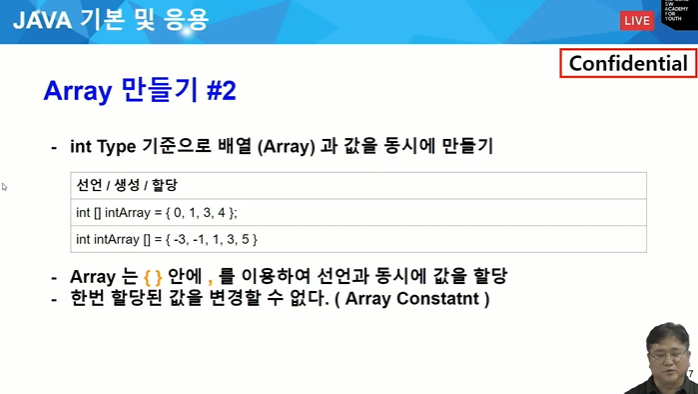 JAVA 기본 및 응용
LIVE
SW
ACADEMY
FOR
YOUTH
Confidential
Array 만들기 #2
- int Type 기준으로 배열 (Array) 과 값을 동시에 만들기
선언 / 생성 / 할당
int [] intArray = { 0, 1, 3, 4 };
int intArray [] = { -3, -1, 1, 3, 5 }
- Array 는 { } 안에 , 를 이용하여 선언과 동시에 값을 할당
- 한번 할당된 값을 변경할 수 없다. ( Array Constatnt )
7